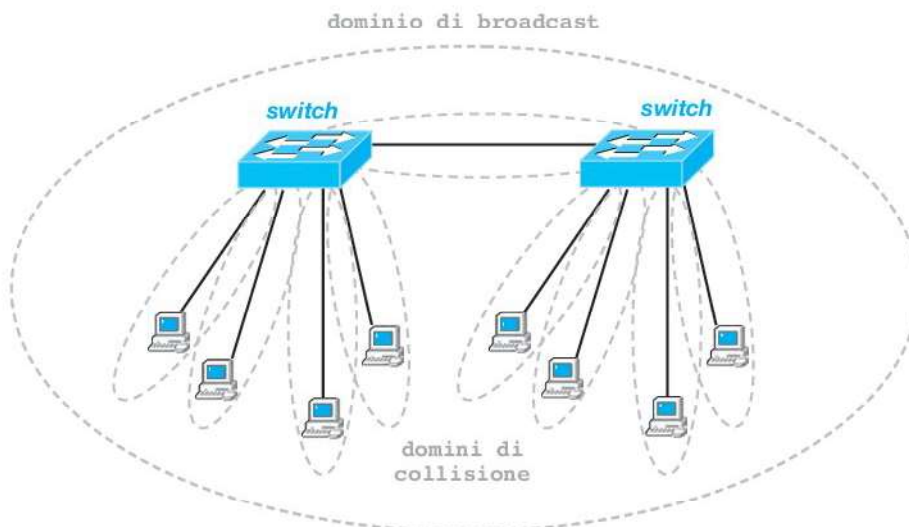 dominio di broadcast
switch
switch
domini di
collisione